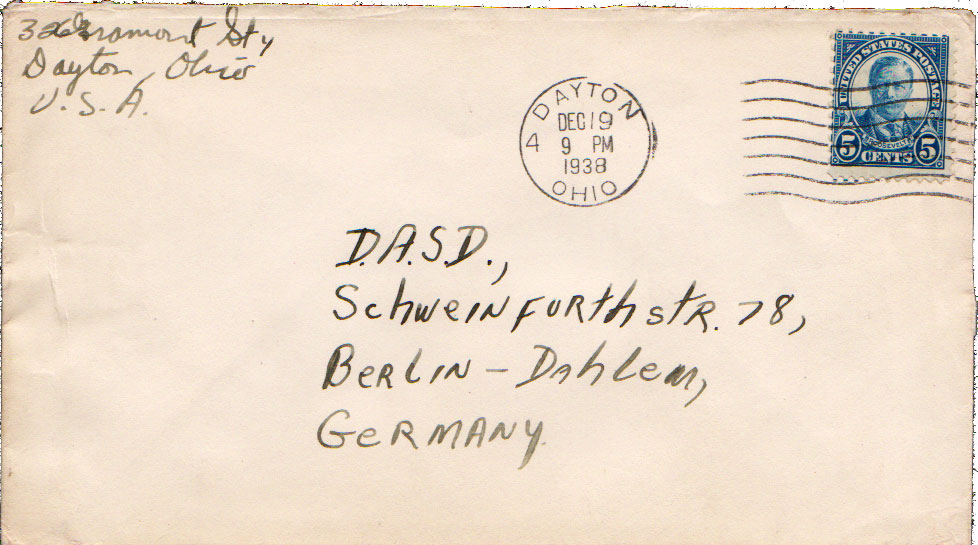 St,
Dayton, Ohio
U.S.A.
DAYTON
DEC 19
4 9 PM
1938
OHIO
UNITED STATES POSTAGE
ROOSEVELT
5 CENTS 5
D.A.S.D.,
Schweinfurthstr. 78,
Berlin - Dahlem,
Germany.